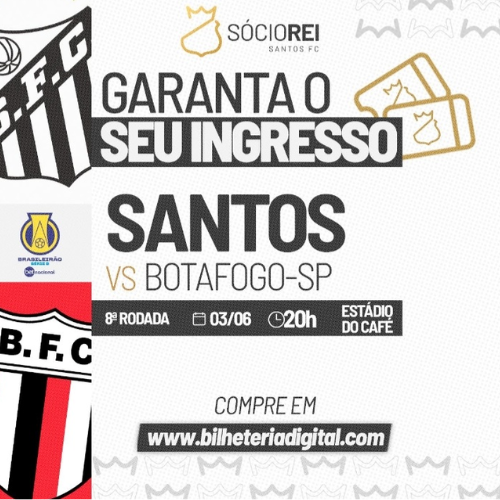 SÓCIOREI
SANTOS FC
S.F.C
GARANTA O
SEU INGRESSO
SANTOS
VS BOTAFOGO-SP
BRASILEIRÃO
SÉRIE B
betnacional
8ª RODADA 03/06 20h ESTÁDIO
DO CAFÉ
B.F.C
COMPRE EM
www.bilheteriadigital.com